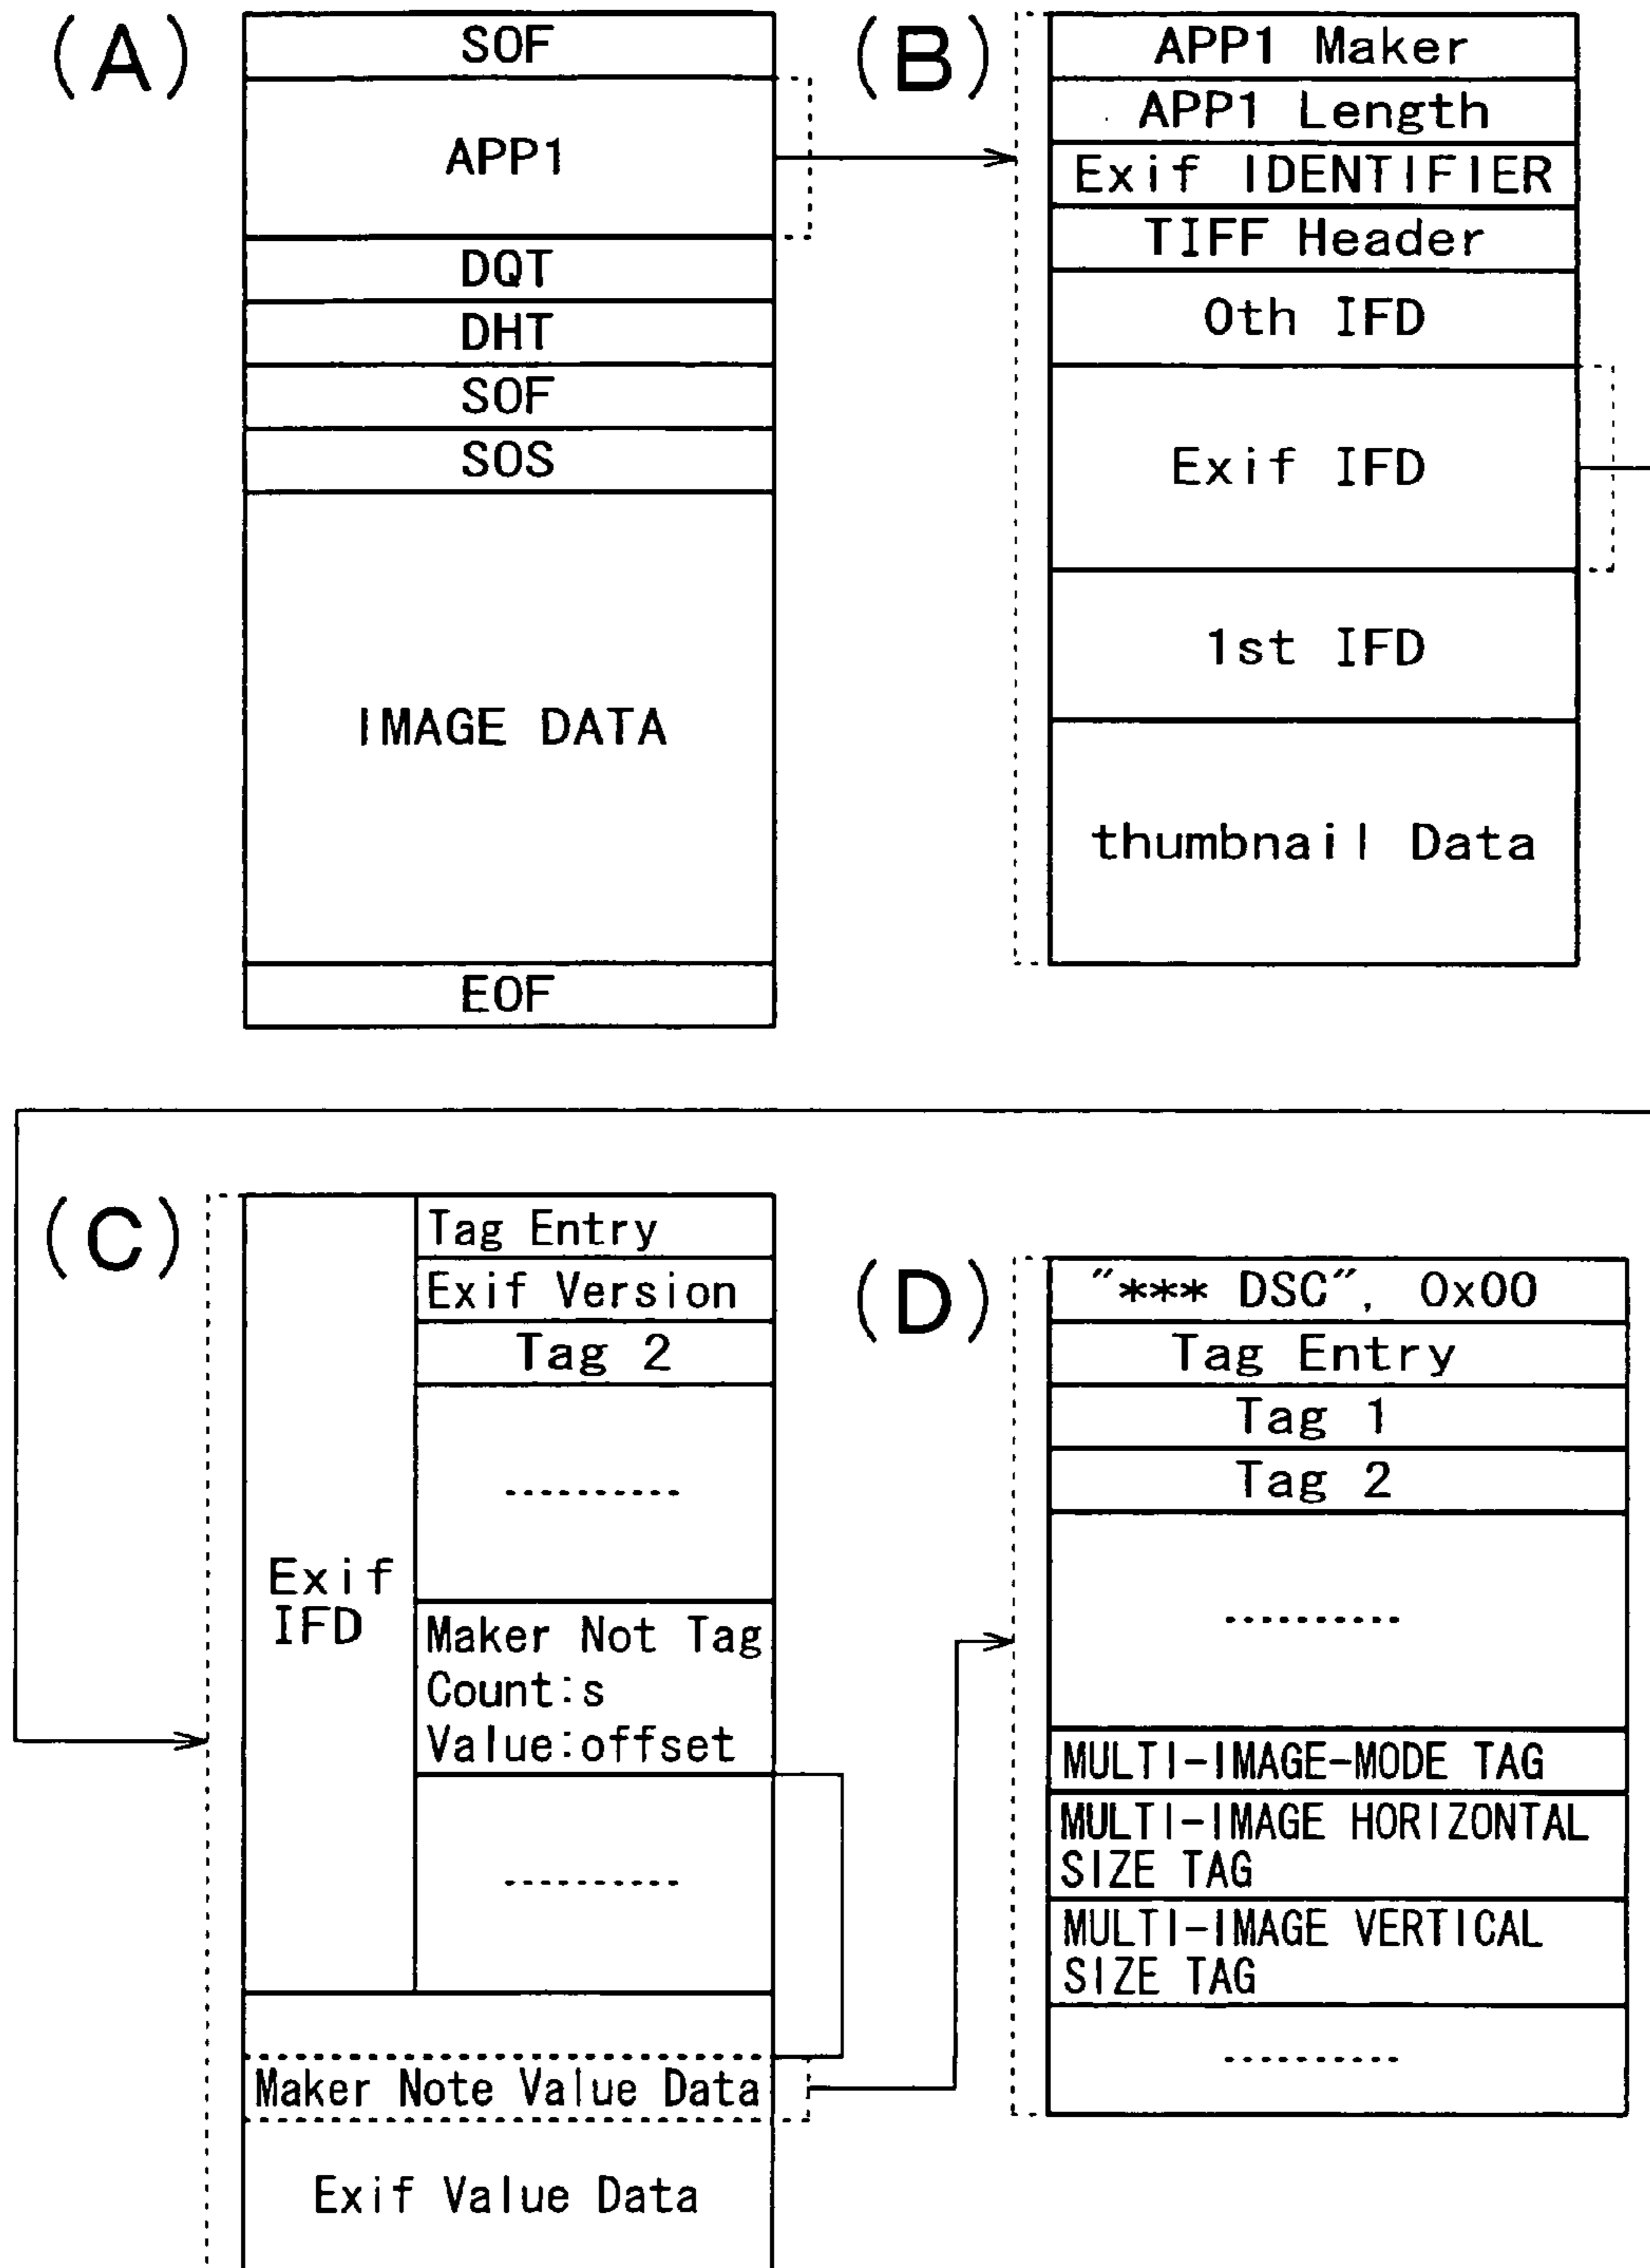 (A)
SOF
APP1
DQT
DHT
SOF
SOS
IMAGE DATA
EOF
(B)
APP1 Maker
APP1 Length
Exif IDENTIFIER
TIFF Header
0th IFD
Exif IFD
1st IFD
thumbnail Data
(C)
Exif
IFD
Tag Entry
Exif Version
Tag 2
----------
Maker Not Tag
Count:s
Value:offset
----------
Maker Note Value Data
Exif Value Data
(D)
"*** DSC", 0x00
Tag Entry
Tag 1
Tag 2
----------
MULTI-IMAGE-MODE TAG
MULTI-IMAGE HORIZONTAL
SIZE TAG
MULTI-IMAGE VERTICAL
SIZE TAG
----------